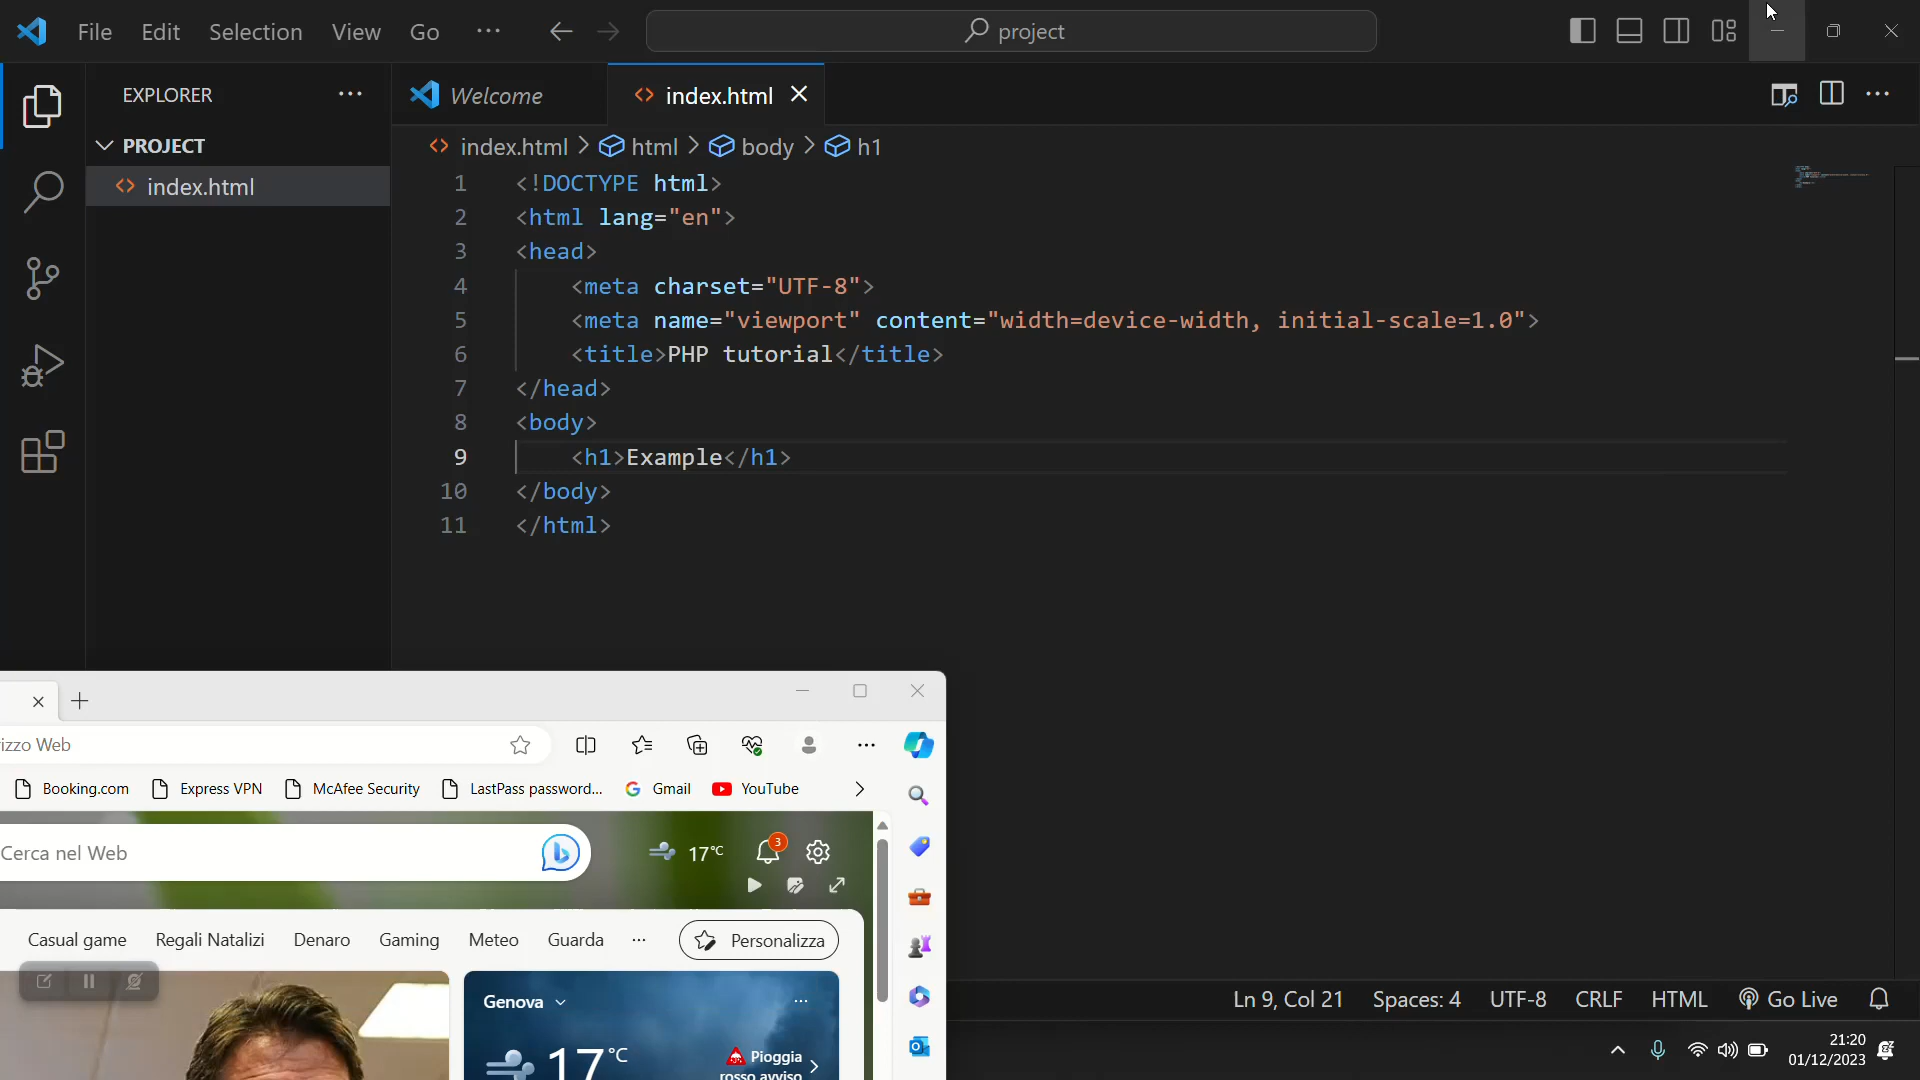 File Edit Selection View Go ··· project
EXPLORER ···
Welcome
index.html
PROJECT
index.html
index.html > html > body > h1
1 <!DOCTYPE html>
2 <html lang="en">
3 <head>
4 <meta charset="UTF-8">
5 <meta name="viewport" content="width=device-width, initial-scale=1.0">
6 <title>PHP tutorial</title>
7 </head>
8 <body>
9 <h1>Example</h1>
10 </body>
11 </html>
Web
Booking.com Express VPN McAfee Security LastPass password... Gmail YouTube
Cerca nel Web
17°C
3
Casual game Regali Natalizi Denaro Gaming Meteo Guarda ··· Personalizza
Genova
17°C
Pioggia
rosso avviso
Ln 9, Col 21 Spaces: 4 UTF-8 CRLF HTML Go Live
21:20
01/12/2023